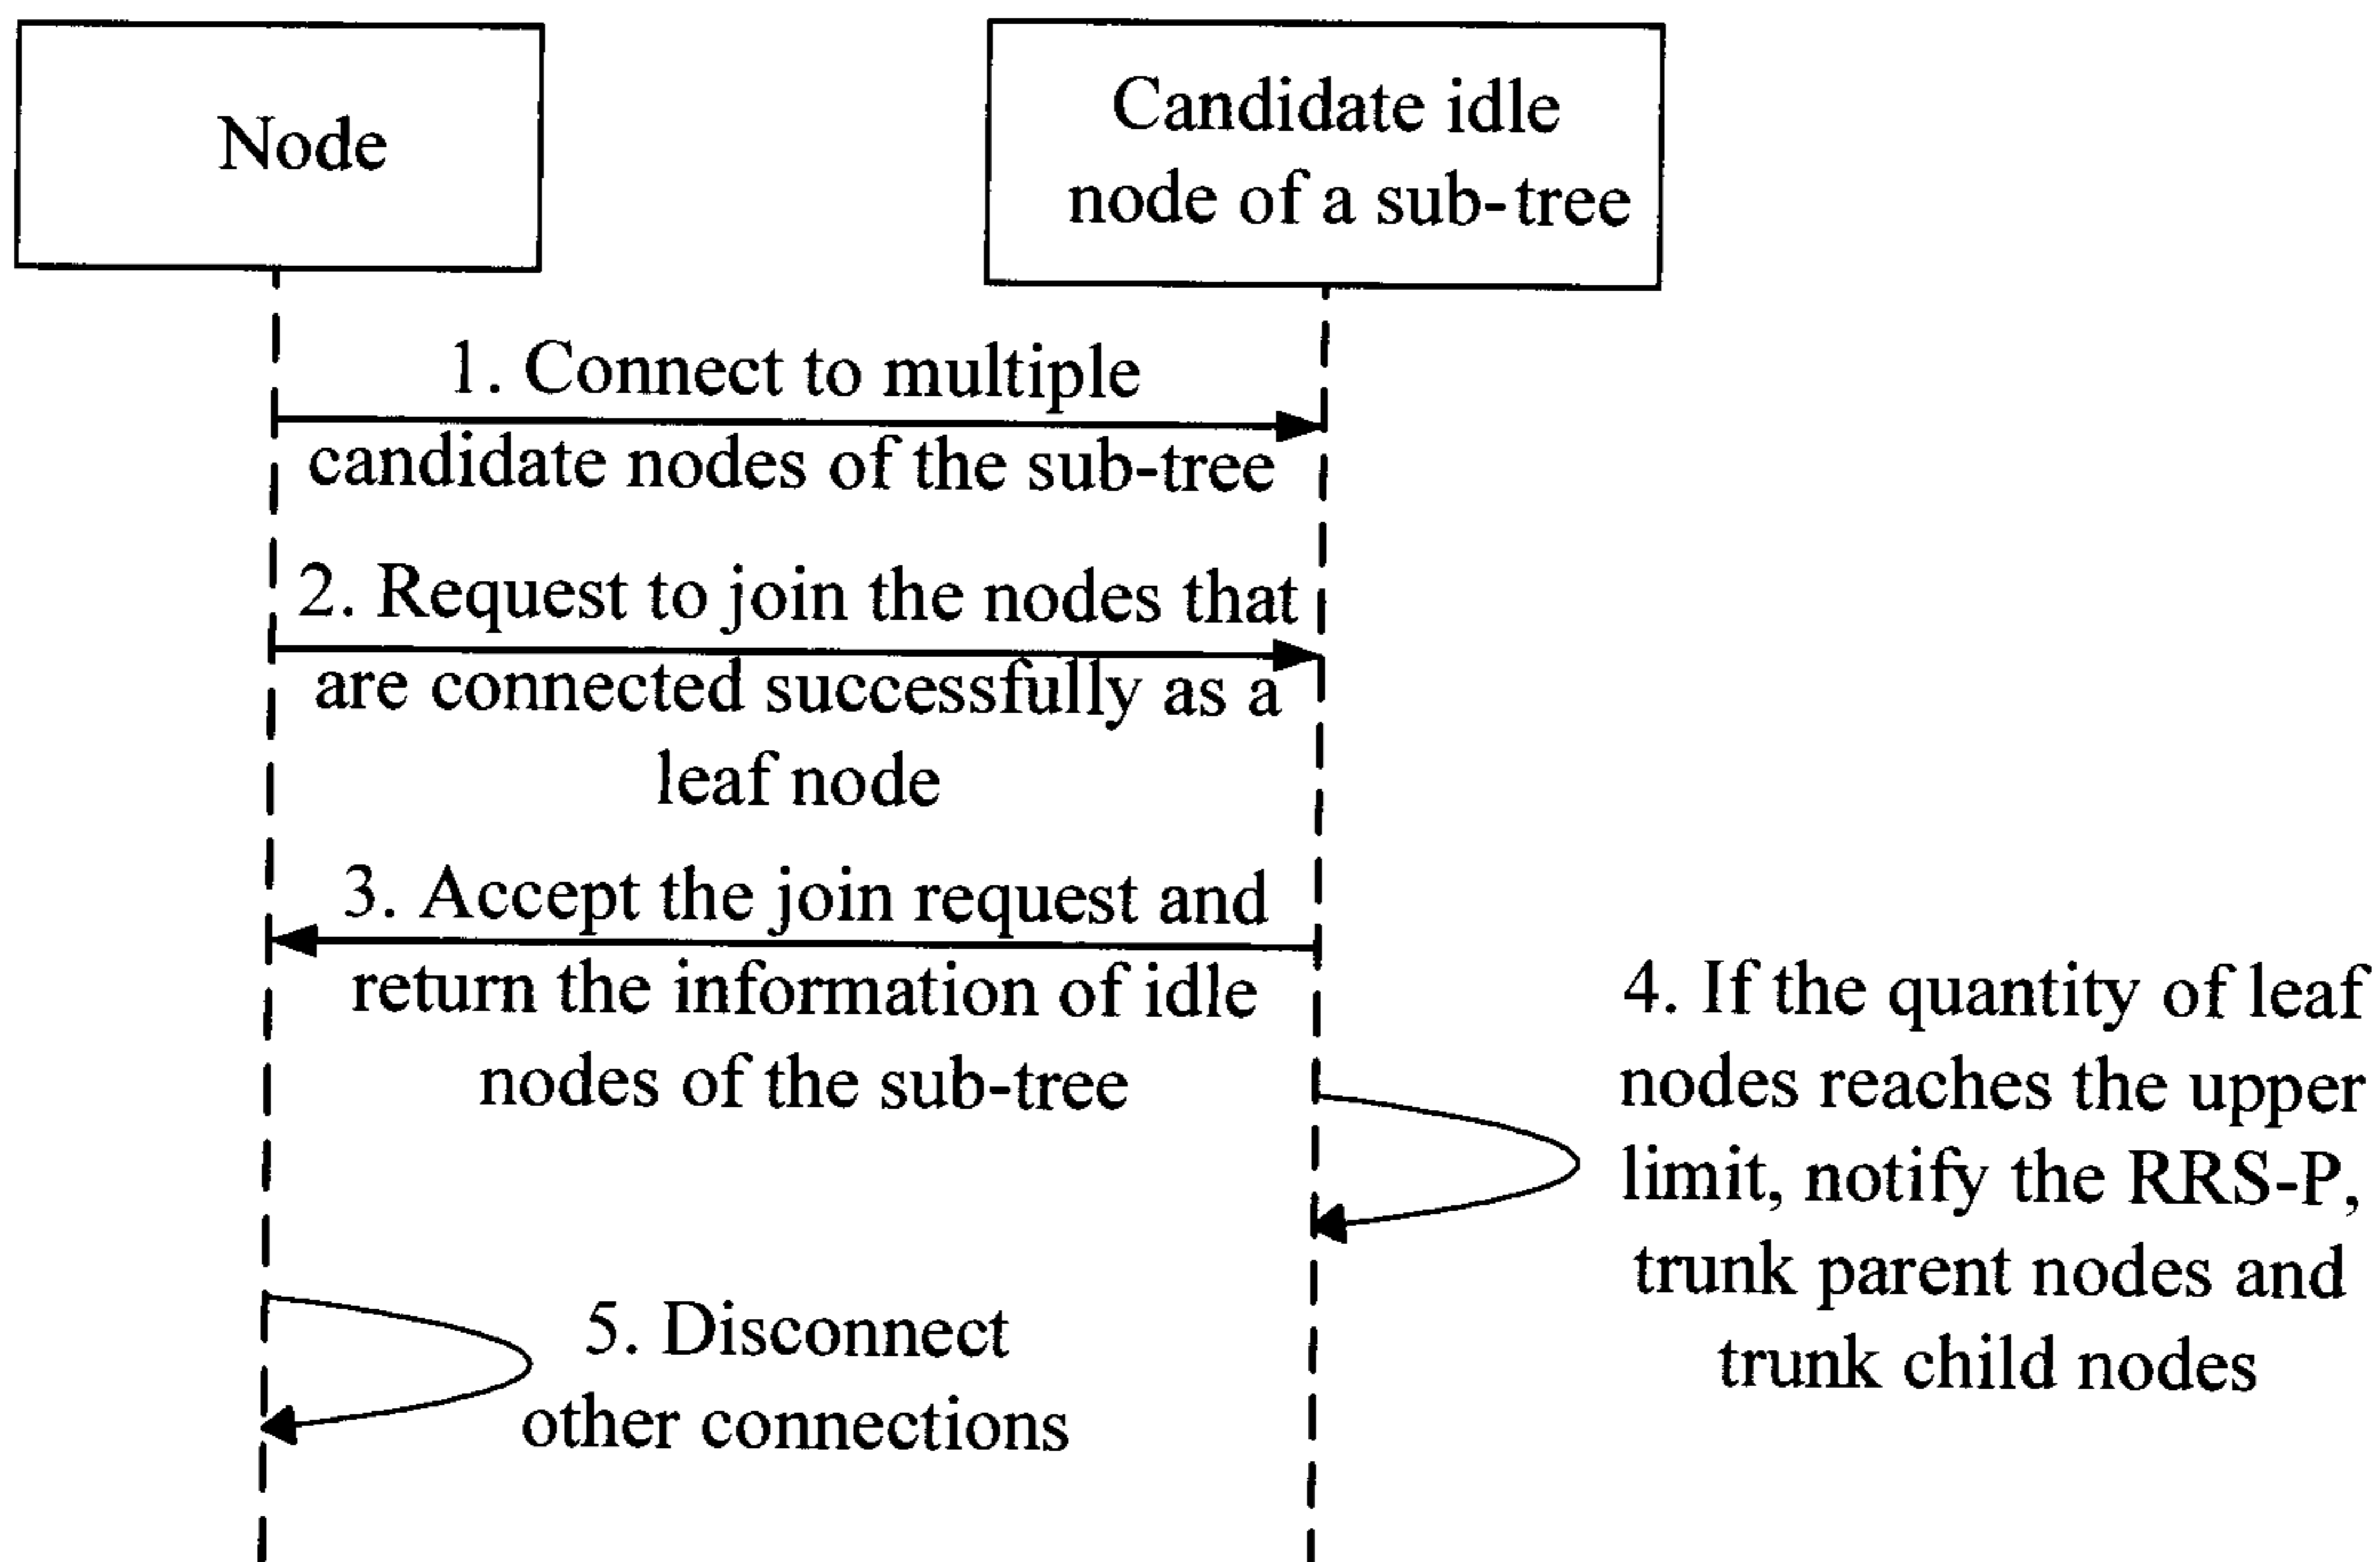 Node
Candidate idle
node of a sub-tree
1. Connect to multiple
candidate nodes of the sub-tree
2. Request to join the nodes that
are connected successfully as a
leaf node
3. Accept the join request and
return the information of idle
nodes of the sub-tree
4. If the quantity of leaf
nodes reaches the upper
limit, notify the RRS-P,
trunk parent nodes and
trunk child nodes
5. Disconnect
other connections